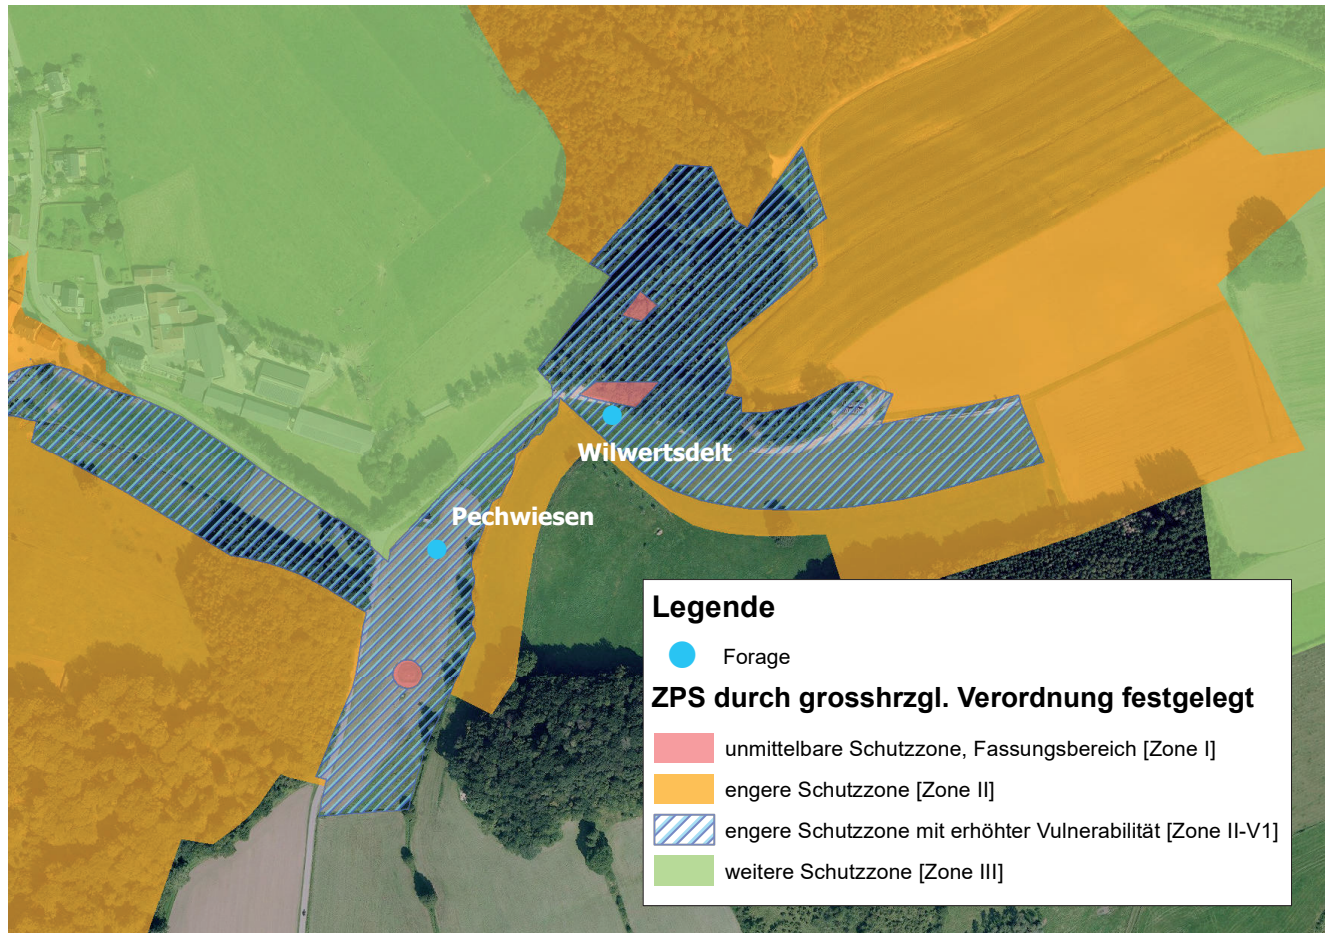 Wilwertsdelt
Pechwiesen
Legende
Forage
ZPS durch grosshrzgl. Verordnung festgelegt
unmittelbare Schutzzone, Fassungsbereich [Zone I]
engere Schutzzone [Zone II]
engere Schutzzone mit erhöhter Vulnerabilität [Zone II-V1]
weitere Schutzzone [Zone III]